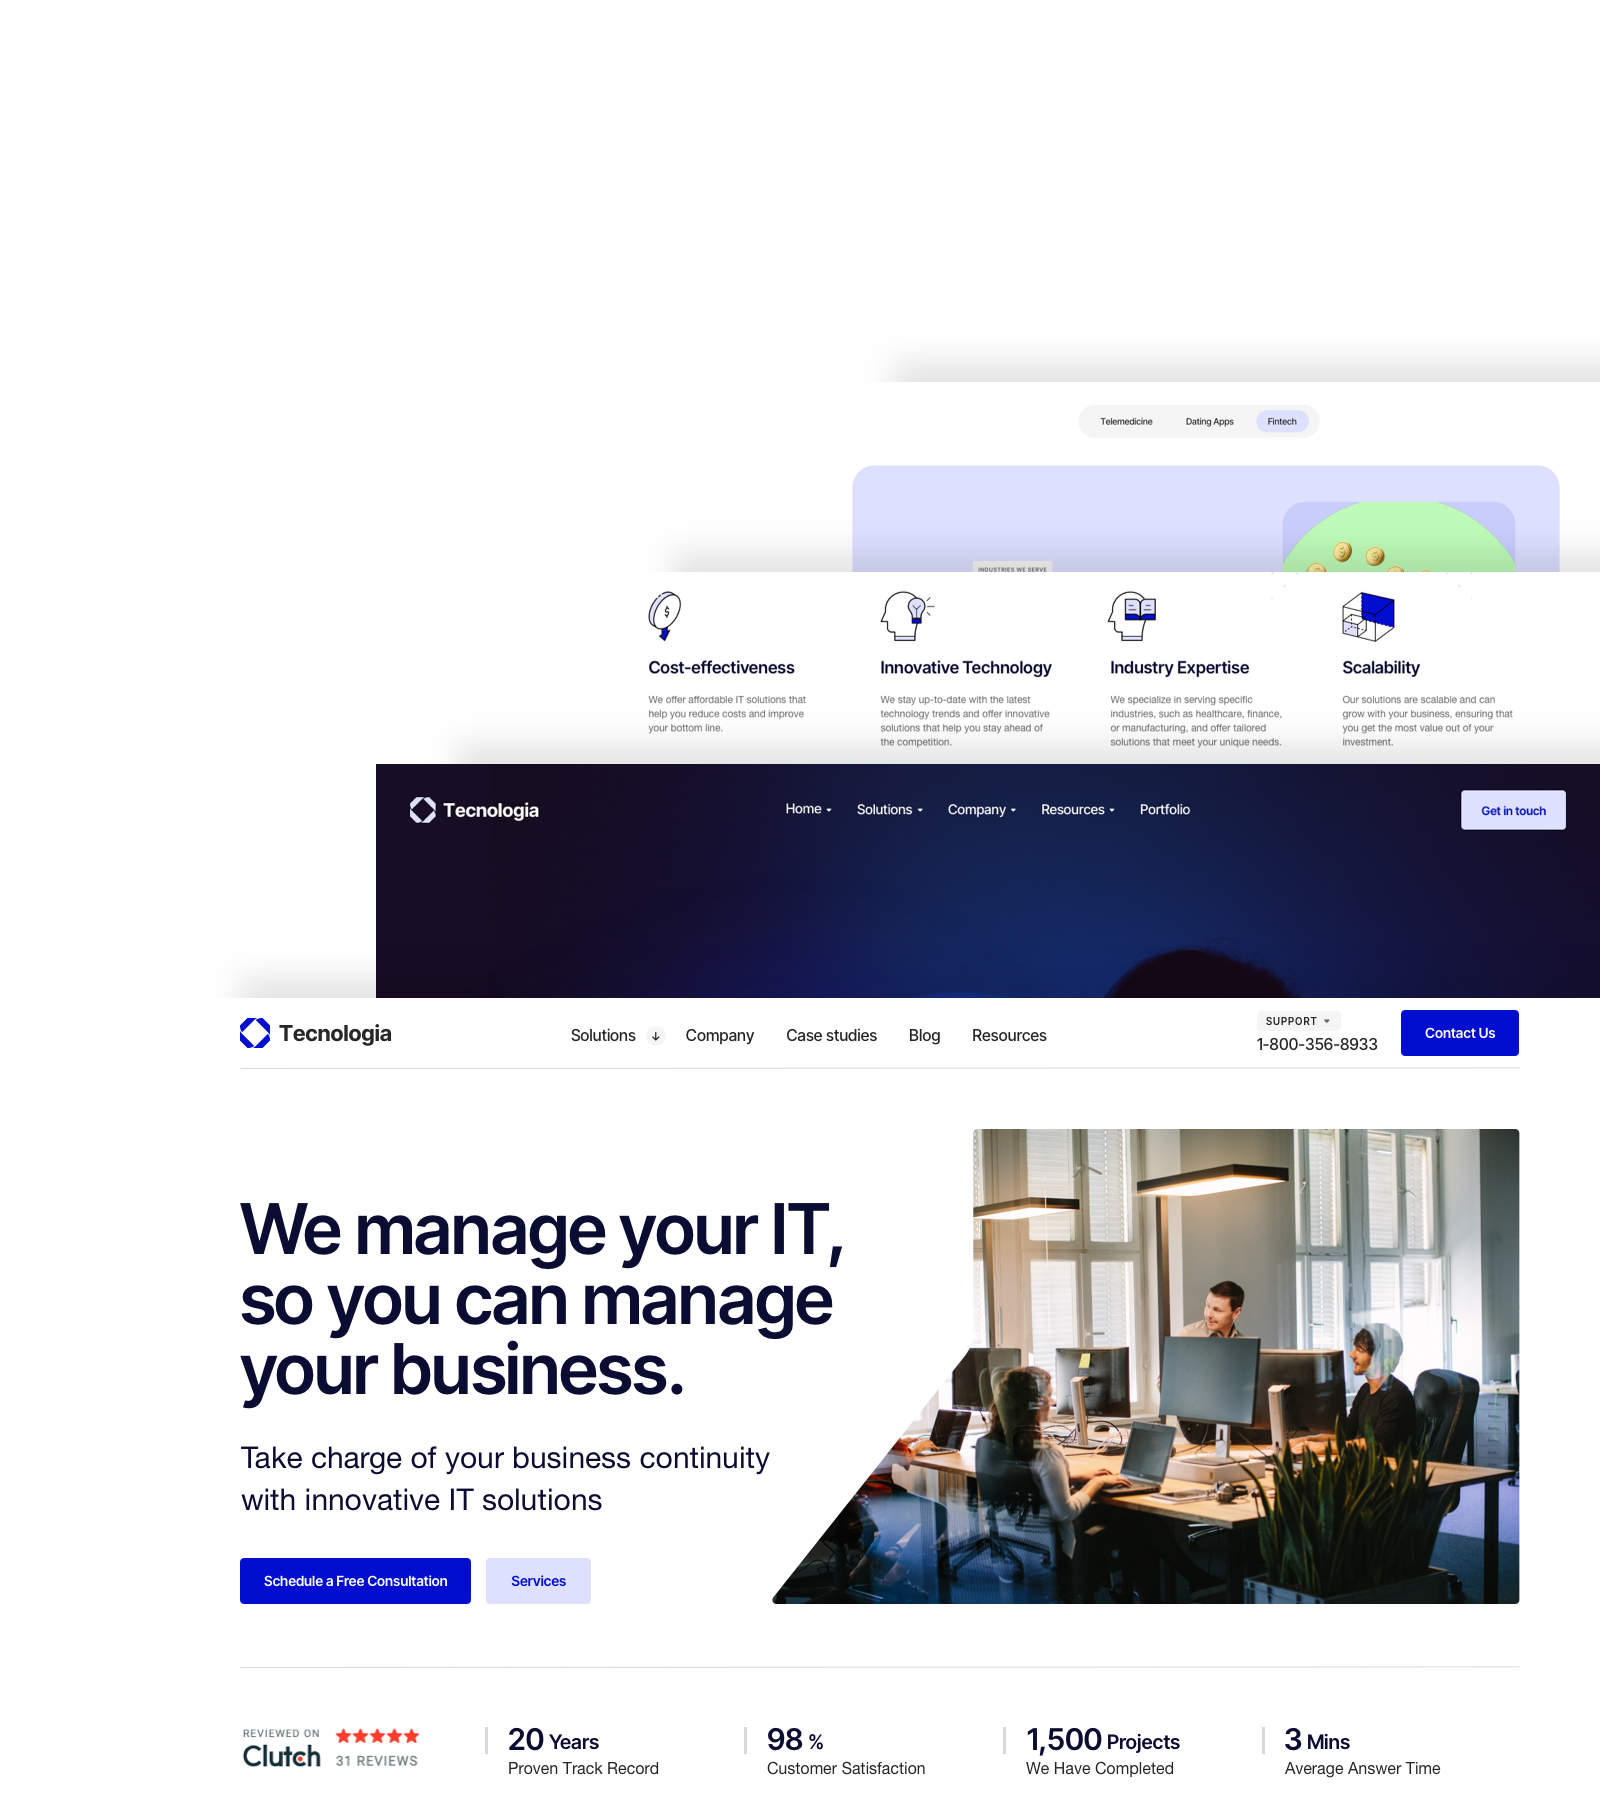 Telemedicine
Dating Apps
Fintech
INDUSTRIES WE SERVE
Cost-effectiveness
We offer affordable IT solutions that
help you reduce costs and improve
your bottom line.
Innovative Technology
We stay up-to-date with the latest
technology trends and offer innovative
solutions that help you stay ahead of
the competition.
Industry Expertise
We specialize in serving specific
industries, such as healthcare, finance,
or manufacturing, and offer tailored
solutions that meet your unique needs.
Scalability
Our solutions are scalable and can
grow with your business, ensuring that
you get the most value out of your
investment.
Tecnologia
Home
Solutions
Company
Resources
Portfolio
Get in touch
Tecnologia
Solutions
Company
Case studies
Blog
Resources
SUPPORT
1-800-356-8933
Contact Us
We manage your IT,
so you can manage
your business.
Take charge of your business continuity
with innovative IT solutions
Schedule a Free Consultation
Services
REVIEWED ON
Clutch
31 REVIEWS
20 Years
Proven Track Record
98 %
Customer Satisfaction
1,500 Projects
We Have Completed
3 Mins
Average Answer Time